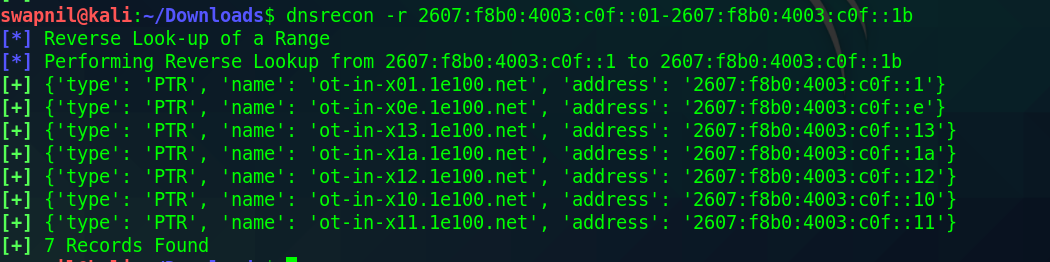 swapnil@kali:~/Downloads$ dnsrecon -r 2607:f8b0:4003:c0f::01-2607:f8b0:4003:c0f::1b
[*] Reverse Look-up of a Range
[*] Performing Reverse Lookup from 2607:f8b0:4003:c0f::1 to 2607:f8b0:4003:c0f::1b
[+] {'type': 'PTR', 'name': 'ot-in-x01.1e100.net', 'address': '2607:f8b0:4003:c0f::1'}
[+] {'type': 'PTR', 'name': 'ot-in-x0e.1e100.net', 'address': '2607:f8b0:4003:c0f::e'}
[+] {'type': 'PTR', 'name': 'ot-in-x13.1e100.net', 'address': '2607:f8b0:4003:c0f::13'}
[+] {'type': 'PTR', 'name': 'ot-in-x1a.1e100.net', 'address': '2607:f8b0:4003:c0f::1a'}
[+] {'type': 'PTR', 'name': 'ot-in-x12.1e100.net', 'address': '2607:f8b0:4003:c0f::12'}
[+] {'type': 'PTR', 'name': 'ot-in-x10.1e100.net', 'address': '2607:f8b0:4003:c0f::10'}
[+] {'type': 'PTR', 'name': 'ot-in-x11.1e100.net', 'address': '2607:f8b0:4003:c0f::11'}
[+] 7 Records Found